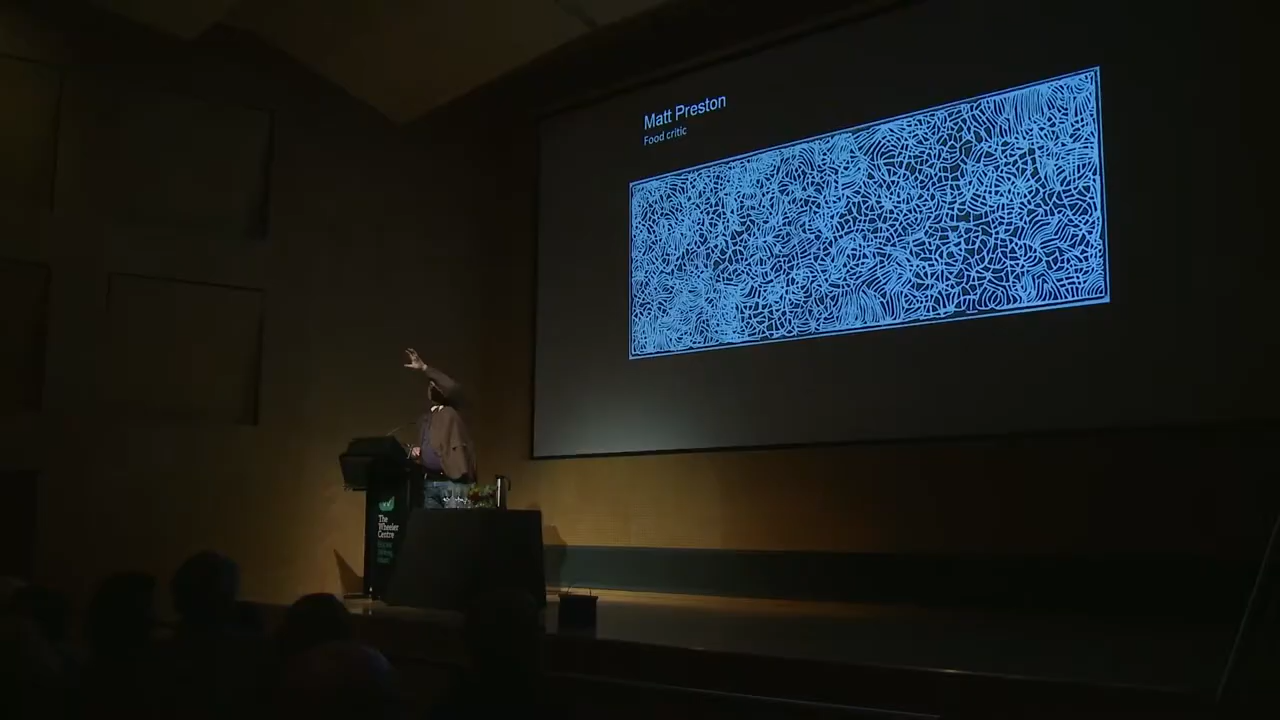 Matt Preston
Food critic
The
Wheeler
Centre